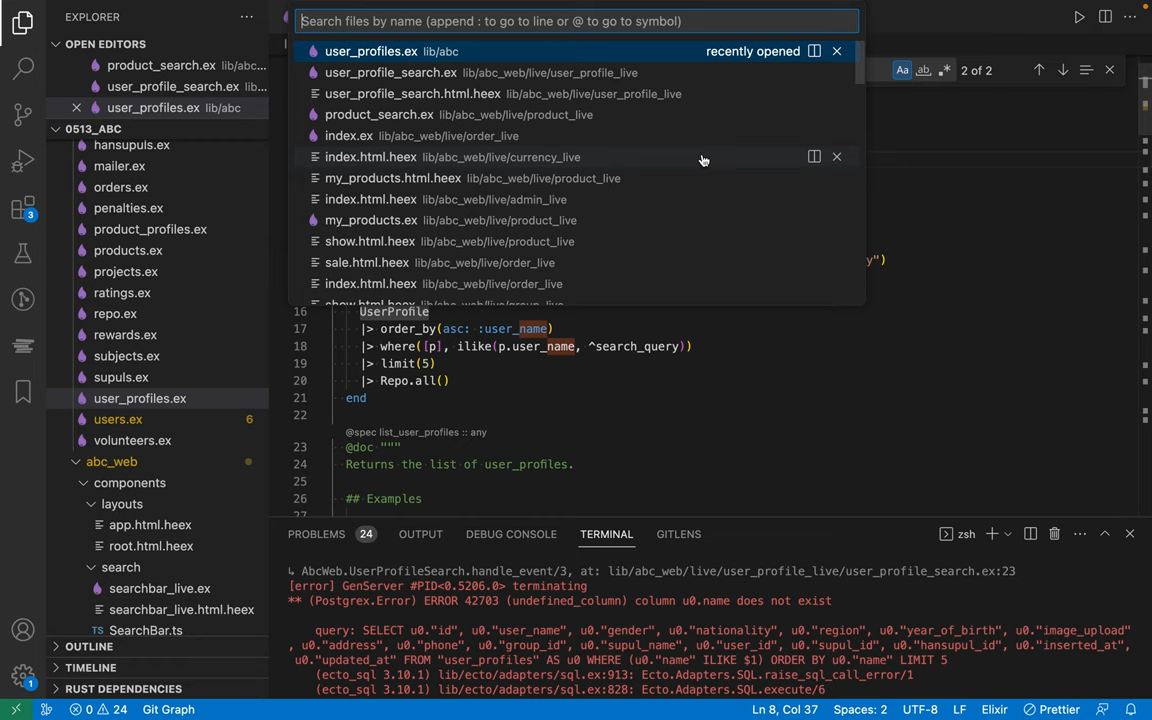 EXPLORER
OPEN EDITORS
product_search.ex lib/abc...
user_profile_search.ex lib...
user_profiles.ex lib/abc
0513_ABC
hansupuls.ex
mailer.ex
orders.ex
penalties.ex
product_profiles.ex
products.ex
projects.ex
ratings.ex
repo.ex
rewards.ex
subjects.ex
supuls.ex
user_profiles.ex
users.ex 6
volunteers.ex
abc_web
components
layouts
app.html.heex
root.html.heex
search
searchbar_live.ex
searchbar_live.html.heex
TS SearchBar.ts
OUTLINE
TIMELINE
RUST DEPENDENCIES
3
1
Search files by name (append : to go to line or @ to go to symbol)
user_profiles.ex lib/abc recently opened
user_profile_search.ex lib/abc_web/live/user_profile_live
user_profile_search.html.heex lib/abc_web/live/user_profile_live
product_search.ex lib/abc_web/live/product_live
index.ex lib/abc_web/live/order_live
index.html.heex lib/abc_web/live/currency_live
my_products.html.heex lib/abc_web/live/product_live
index.html.heex lib/abc_web/live/admin_live
my_products.ex lib/abc_web/live/product_live
show.html.heex lib/abc_web/live/product_live
sale.html.heex lib/abc_web/live/order_live
index.html.heex lib/abc_web/live/order_live
show.html.heex lib/abc_web/live/group_live
Aa ab .* 2 of 2
y")
16 UserProfile
17 |> order_by(asc: :user_name)
18 |> where([p], ilike(p.user_name, ^search_query))
19 |> limit(5)
20 |> Repo.all()
21 end
22
@spec list_user_profiles :: any
23 @doc """
24 Returns the list of user_profiles.
25
26 ## Examples
27
PROBLEMS 24 OUTPUT DEBUG CONSOLE TERMINAL GITLENS zsh
↳ AbcWeb.UserProfileSearch.handle_event/3, at: lib/abc_web/live/user_profile_live/user_profile_search.ex:23
[error] GenServer #PID<0.5206.0> terminating
** (Postgrex.Error) ERROR 42703 (undefined_column) column u0.name does not exist
query: SELECT u0."id", u0."user_name", u0."gender", u0."nationality", u0."region", u0."year_of_birth", u0."image_upload"
, u0."address", u0."phone", u0."group_id", u0."supul_name", u0."user_id", u0."supul_id", u0."hansupul_id", u0."inserted_at",
u0."updated_at" FROM "user_profiles" AS u0 WHERE (u0."name" ILIKE $1) ORDER BY u0."name" LIMIT 5
(ecto_sql 3.10.1) lib/ecto/adapters/sql.ex:913: Ecto.Adapters.SQL.raise_sql_call_error/1
(ecto_sql 3.10.1) lib/ecto/adapters/sql.ex:828: Ecto.Adapters.SQL.execute/6
0 24 Git Graph Ln 8, Col 37 Spaces: 2 UTF-8 LF Elixir Prettier